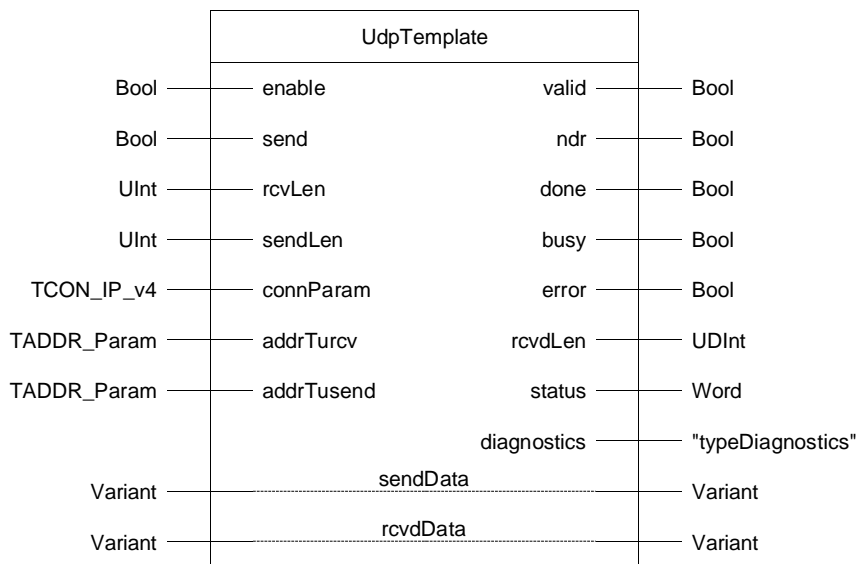 UdpTemplate
Bool enable valid Bool
Bool send ndr Bool
UInt rcvLen done Bool
UInt sendLen busy Bool
TCON_IP_v4 connParam error Bool
TADDR_Param addrTurcv rcvdLen UDInt
TADDR_Param addrTusend status Word
diagnostics "typeDiagnostics"
Variant sendData Variant
Variant rcvdData Variant